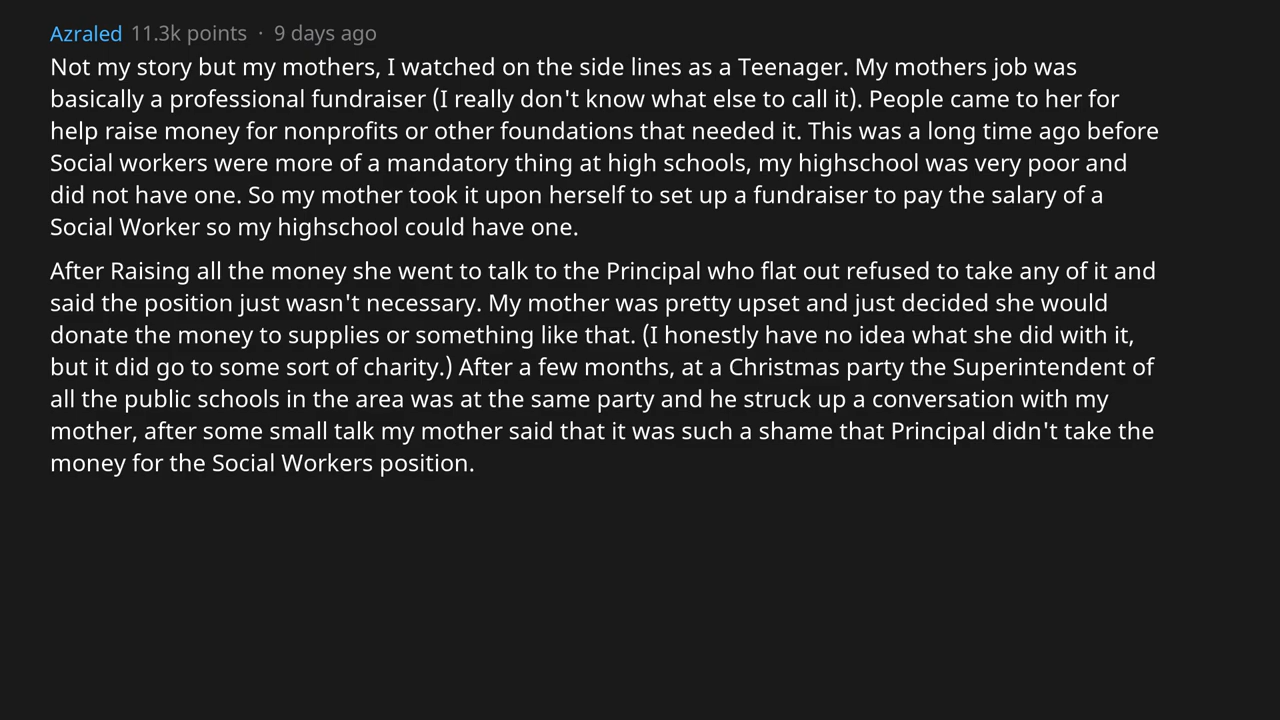 Azraled 11.3k points · 9 days ago
Not my story but my mothers, I watched on the side lines as a Teenager. My mothers job was
basically a professional fundraiser (I really don't know what else to call it). People came to her for
help raise money for nonprofits or other foundations that needed it. This was a long time ago before
Social workers were more of a mandatory thing at high schools, my highschool was very poor and
did not have one. So my mother took it upon herself to set up a fundraiser to pay the salary of a
Social Worker so my highschool could have one.
After Raising all the money she went to talk to the Principal who flat out refused to take any of it and
said the position just wasn't necessary. My mother was pretty upset and just decided she would
donate the money to supplies or something like that. (I honestly have no idea what she did with it,
but it did go to some sort of charity.) After a few months, at a Christmas party the Superintendent of
all the public schools in the area was at the same party and he struck up a conversation with my
mother, after some small talk my mother said that it was such a shame that Principal didn't take the
money for the Social Workers position.